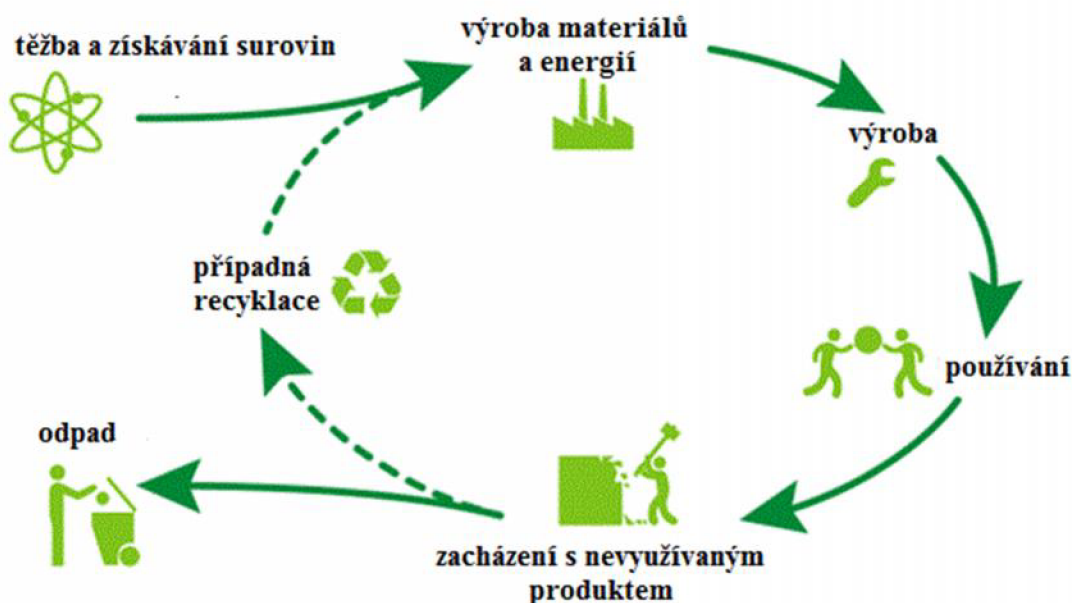 těžba a získávání surovin
výroba materiálů
a energií
výroba
používání
zacházení s nevyužívaným
produktem
odpad
případná
recyklace